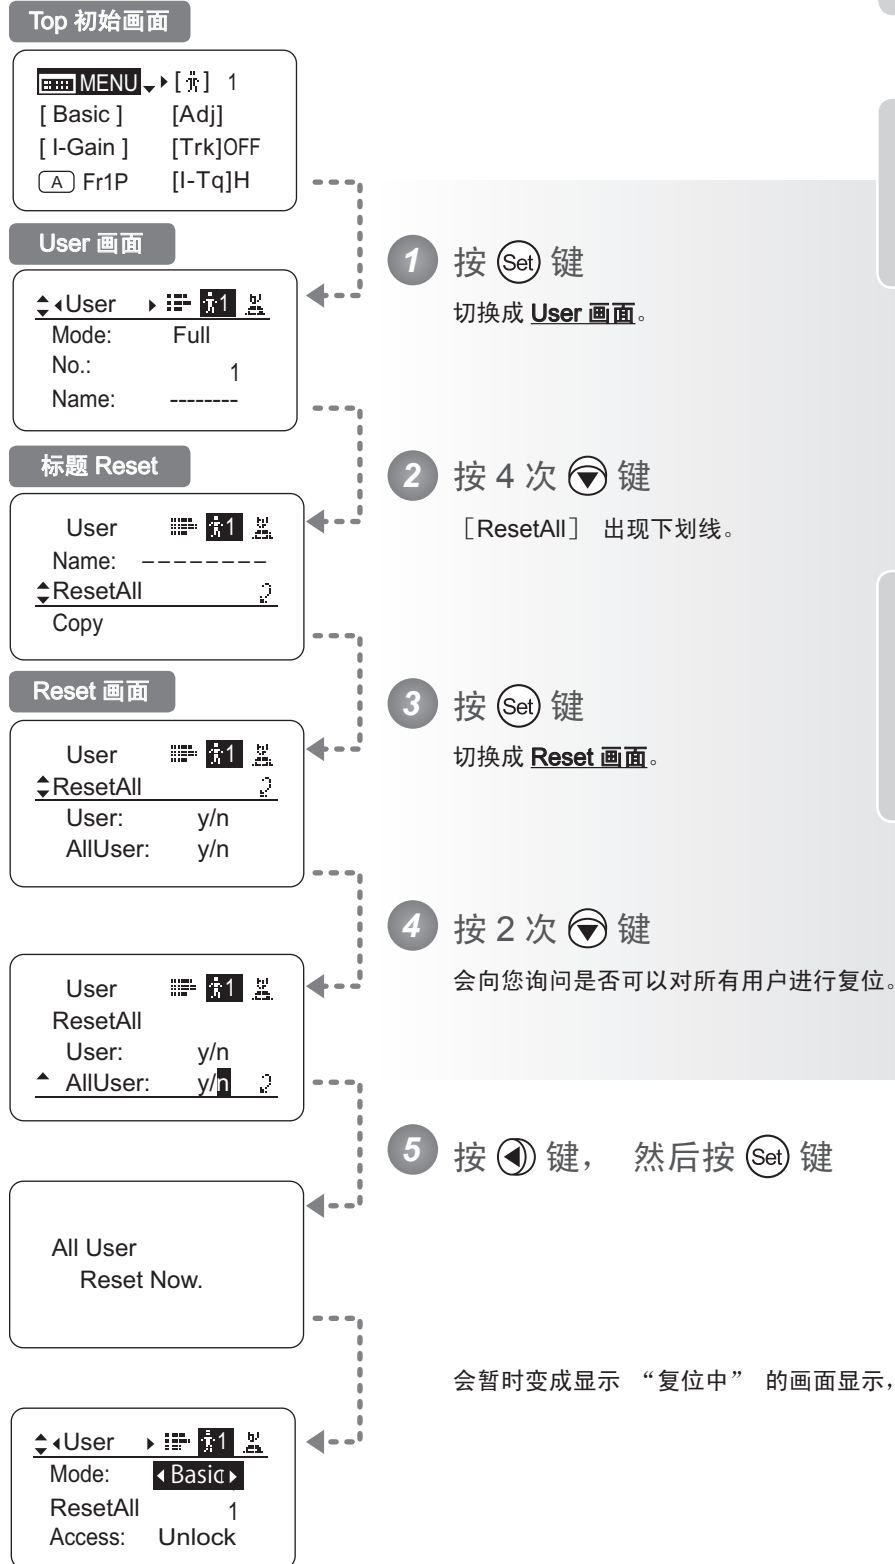 Top 初始画面
MENU [ ] 1
[ Basic ] [Adj]
[ I-Gain ] [Trk]OFF
A Fr1P [I-Tq]H
User 画面
User 1
Mode: Full
No.: 1
Name: --------
1 按 Set 键
切换成 User 画面。
标题 Reset
User 1
Name: --------
ResetAll
Copy
2 按 4 次 键
［ResetAll］ 出现下划线。
Reset 画面
User 1
ResetAll
User: y/n
AllUser: y/n
3 按 Set 键
切换成 Reset 画面。
User 1
ResetAll
User: y/n
AllUser: y/n
4 按 2 次 键
会向您询问是否可以对所有用户进行复位。
5 按 键， 然后按 Set 键
All User
Reset Now.
会暂时变成显示 “复位中” 的画面显示，
User 1
Mode: Basic
ResetAll 1
Access: Unlock